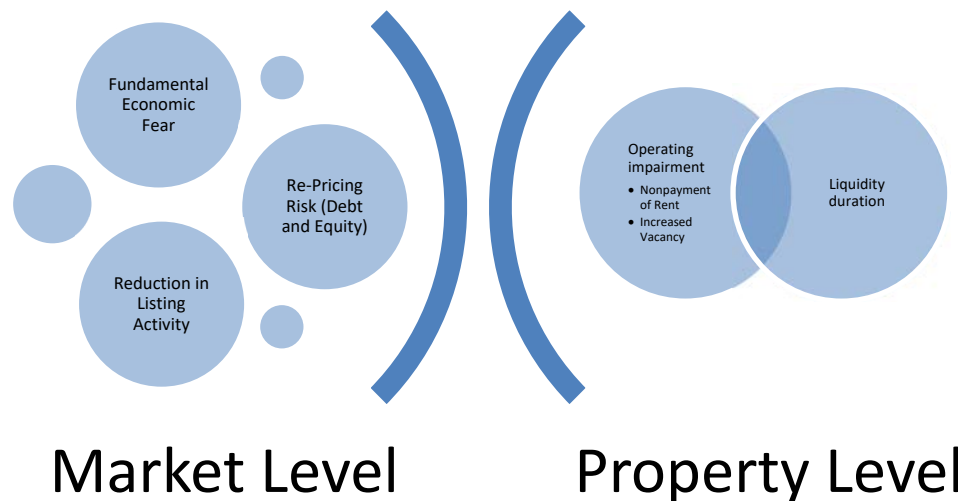 Fundamental
Economic
Fear
Re-Pricing
Risk (Debt
and Equity)
Reduction in
Listing
Activity
Market Level
Operating
impairment
• Nonpayment
of Rent
• Increased
Vacancy
Liquidity
duration
Property Level